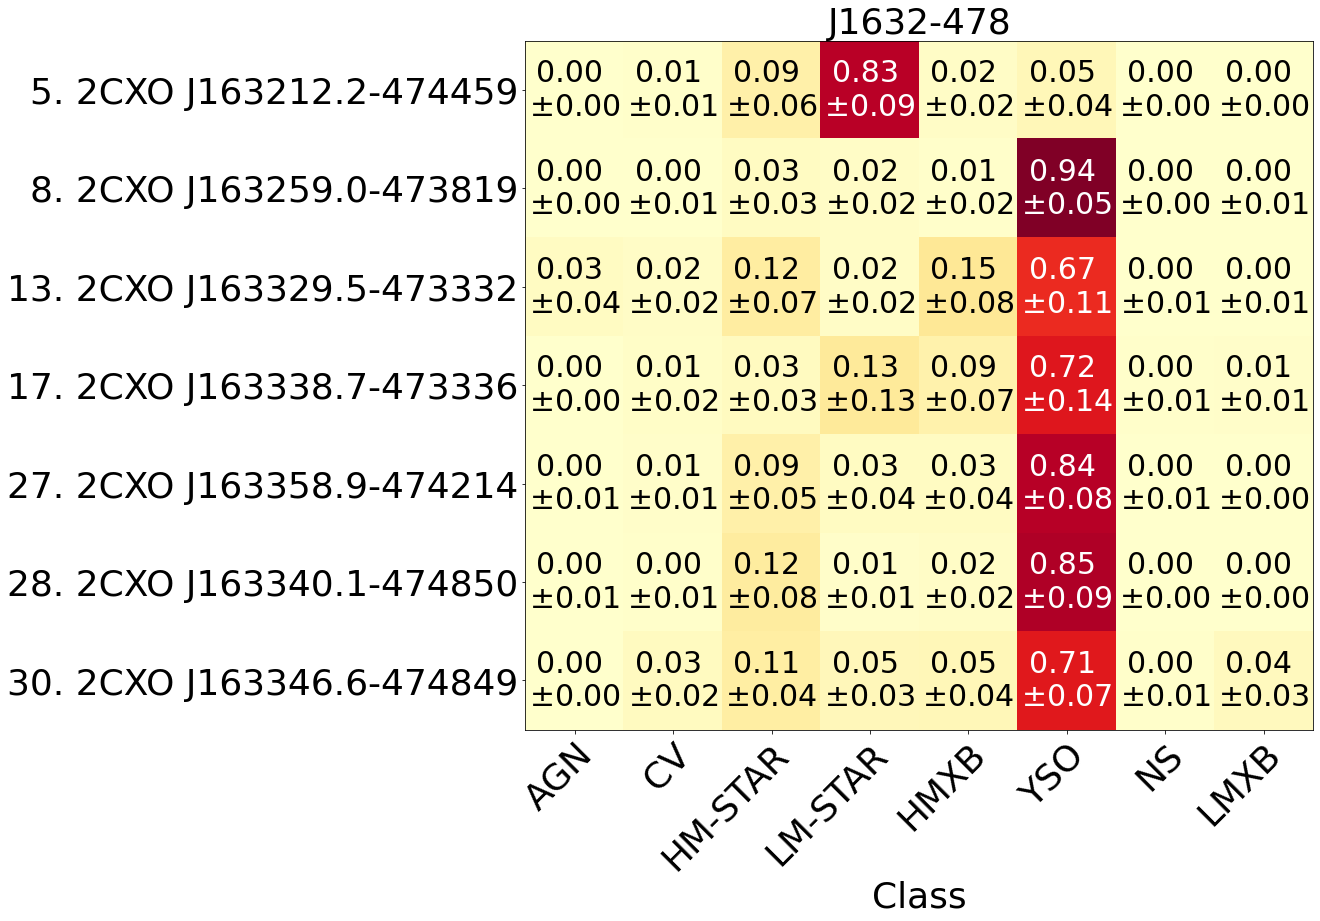 J1632-478
5. 2CXO J163212.2-474459 0.00 0.01 0.09 0.83 0.02 0.05 0.00 0.00
±0.00 ±0.01 ±0.06 ±0.09 ±0.02 ±0.04 ±0.00 ±0.00
8. 2CXO J163259.0-473819 0.00 0.00 0.03 0.02 0.01 0.94 0.00 0.00
±0.00 ±0.01 ±0.03 ±0.02 ±0.02 ±0.05 ±0.00 ±0.01
13. 2CXO J163329.5-473332 0.03 0.02 0.12 0.02 0.15 0.67 0.00 0.00
±0.04 ±0.02 ±0.07 ±0.02 ±0.08 ±0.11 ±0.01 ±0.01
17. 2CXO J163338.7-473336 0.00 0.01 0.03 0.13 0.09 0.72 0.00 0.01
±0.00 ±0.02 ±0.03 ±0.13 ±0.07 ±0.14 ±0.01 ±0.01
27. 2CXO J163358.9-474214 0.00 0.01 0.09 0.03 0.03 0.84 0.00 0.00
±0.01 ±0.01 ±0.05 ±0.04 ±0.04 ±0.08 ±0.01 ±0.00
28. 2CXO J163340.1-474850 0.00 0.00 0.12 0.01 0.02 0.85 0.00 0.00
±0.01 ±0.01 ±0.08 ±0.01 ±0.02 ±0.09 ±0.00 ±0.00
30. 2CXO J163346.6-474849 0.00 0.03 0.11 0.05 0.05 0.71 0.00 0.04
±0.00 ±0.02 ±0.04 ±0.03 ±0.04 ±0.07 ±0.01 ±0.03
AGN CV HM-STAR LM-STAR HMXB YSO NS LMXB
Class